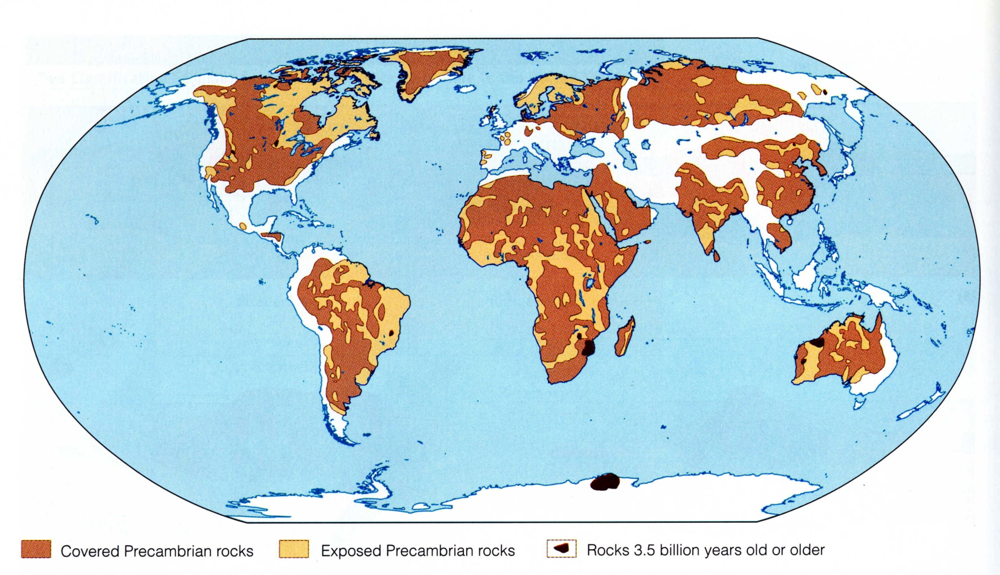 Covered Precambrian rocks
Exposed Precambrian rocks
Rocks 3.5 billion years old or older